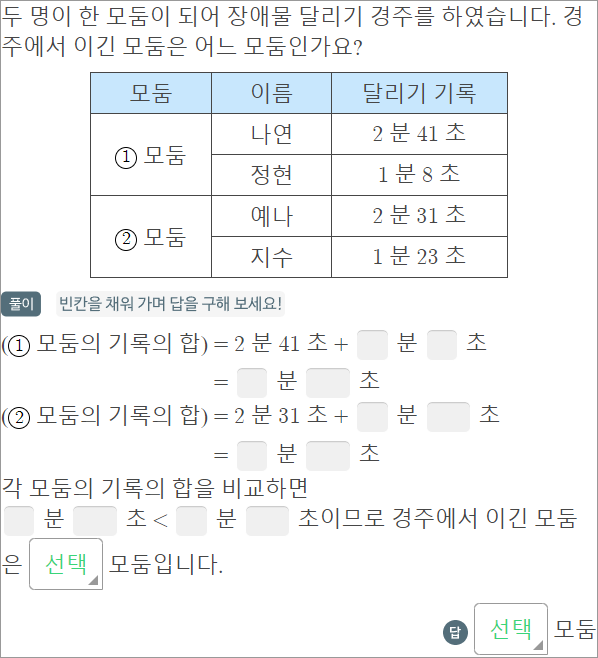 두 명이 한 모둠이 되어 장애물 달리기 경주를 하였습니다. 경
주에서 이긴 모둠은 어느 모둠인가요?
모둠 이름 달리기 기록
① 모둠
나연 2 분 41 초
정현 1 분 8 초
② 모둠
예나 2 분 31 초
지수 1 분 23 초
풀이 빈칸을 채워 가며 답을 구해 보세요!
(① 모둠의 기록의 합) = 2 분 41 초 + 분 초
= 분 초
(② 모둠의 기록의 합) = 2 분 31 초 + 분 초
= 분 초
각 모둠의 기록의 합을 비교하면
분 초 < 분 초이므로 경주에서 이긴 모둠
은 선택 모둠입니다.
답 선택 모둠